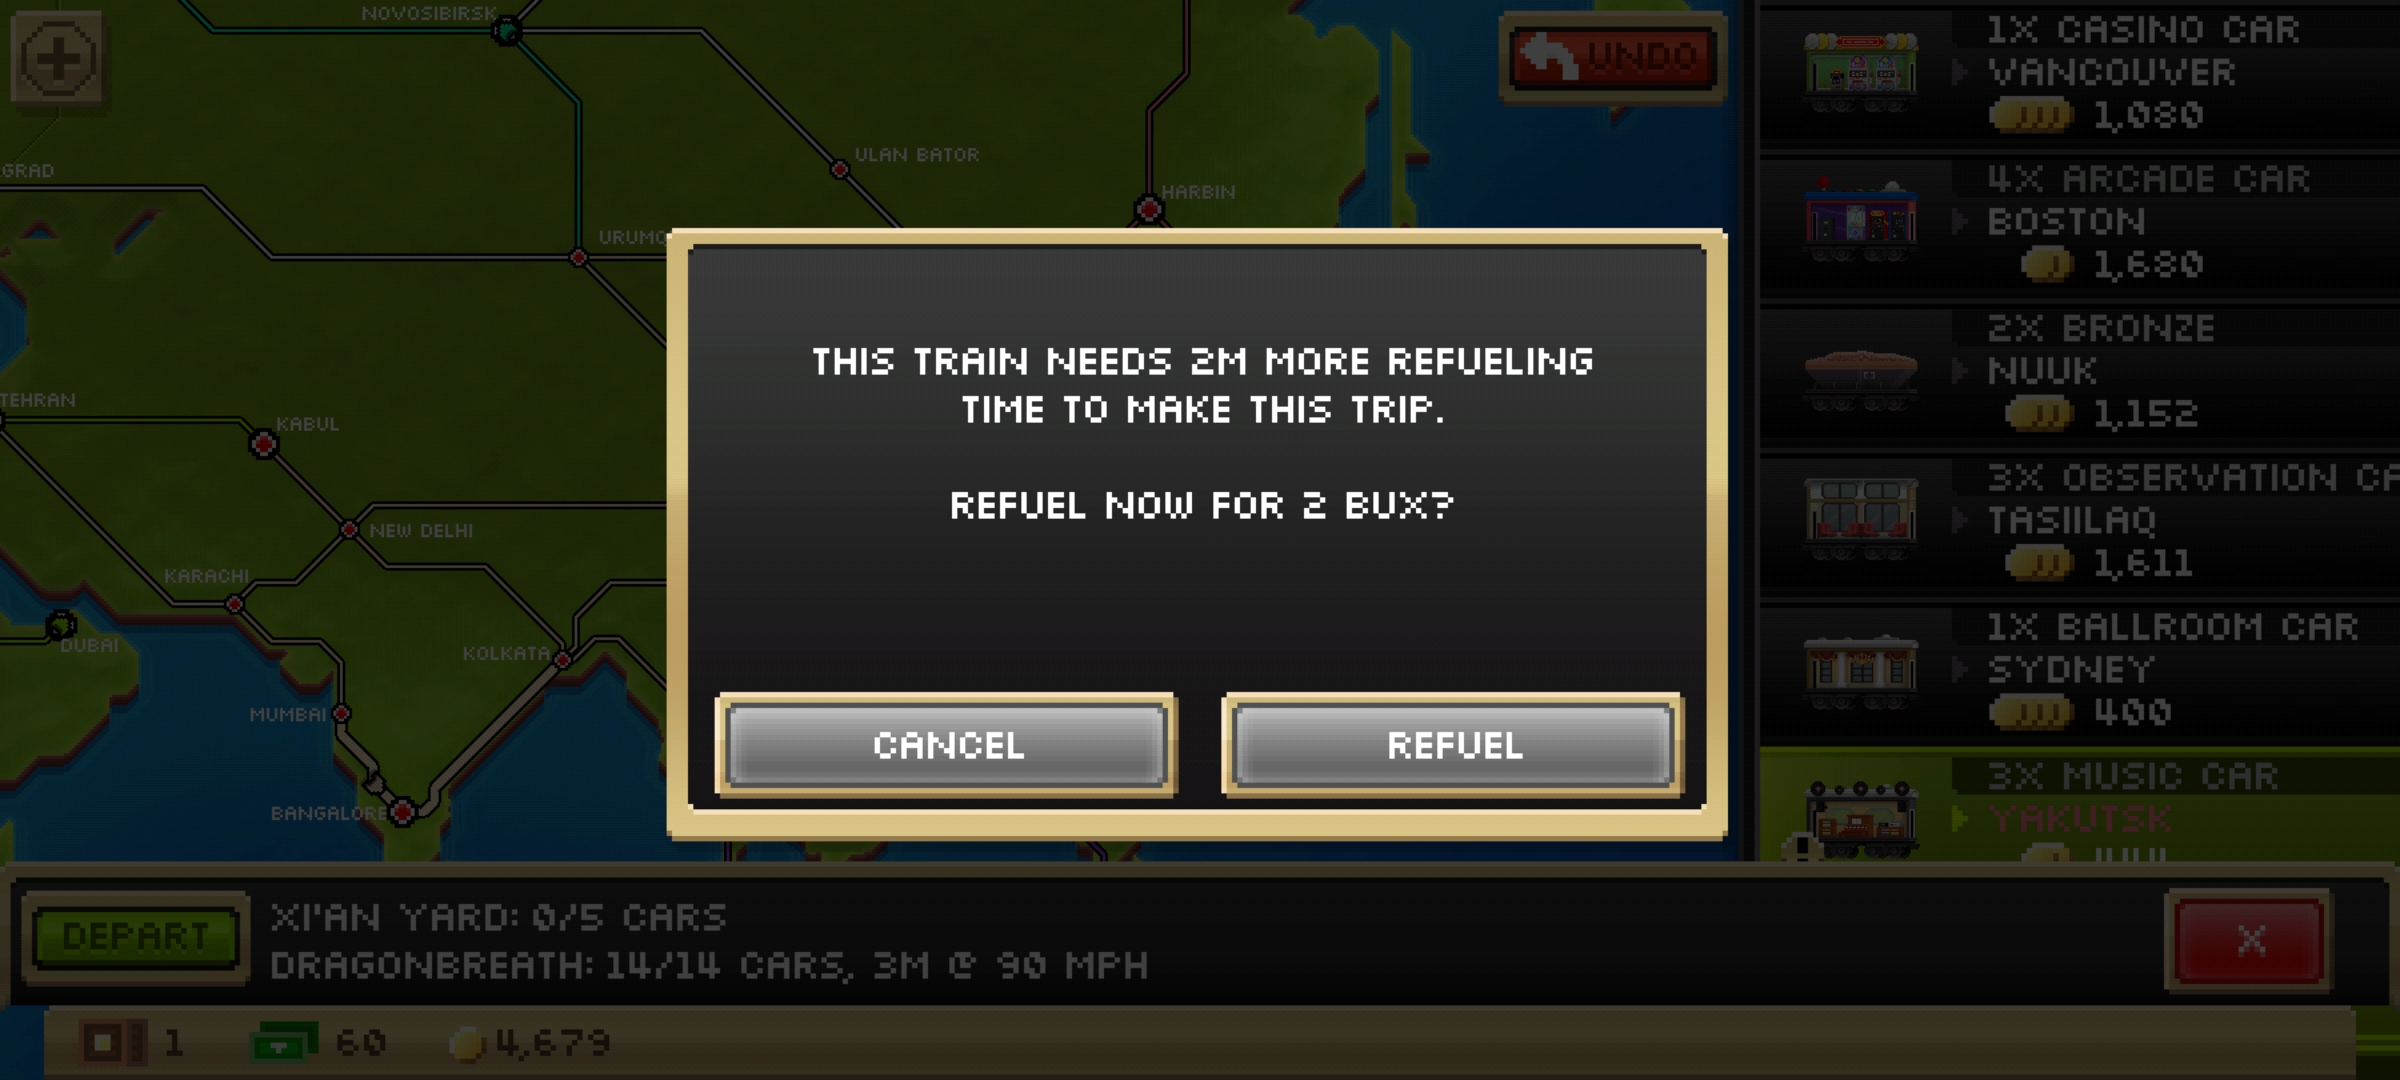 NOVOSIBIRSK
UNDO
ULAN BATOR
GRAD
HARBIN
TEHRAN
KABUL
NEW DELHI
KARACHI
DUBAI
KOLKATA
MUMBAI
BANGALORE
THIS TRAIN NEEDS 2M MORE REFUELING
TIME TO MAKE THIS TRIP.
REFUEL NOW FOR 2 BUX?
CANCEL
REFUEL
1X CASINO CAR
VANCOUVER
1,080
4X ARCADE CAR
BOSTON
1,680
2X BRONZE
NUUK
1,152
3X OBSERVATION CA
TASIILAQ
1,611
1X BALLROOM CAR
SYDNEY
400
3X MUSIC CAR
YAKUTSK
DEPART
XI'AN YARD: 0/5 CARS
DRAGONBREATH: 14/14 CARS, 3M @ 90 MPH
X
1
60
4,679